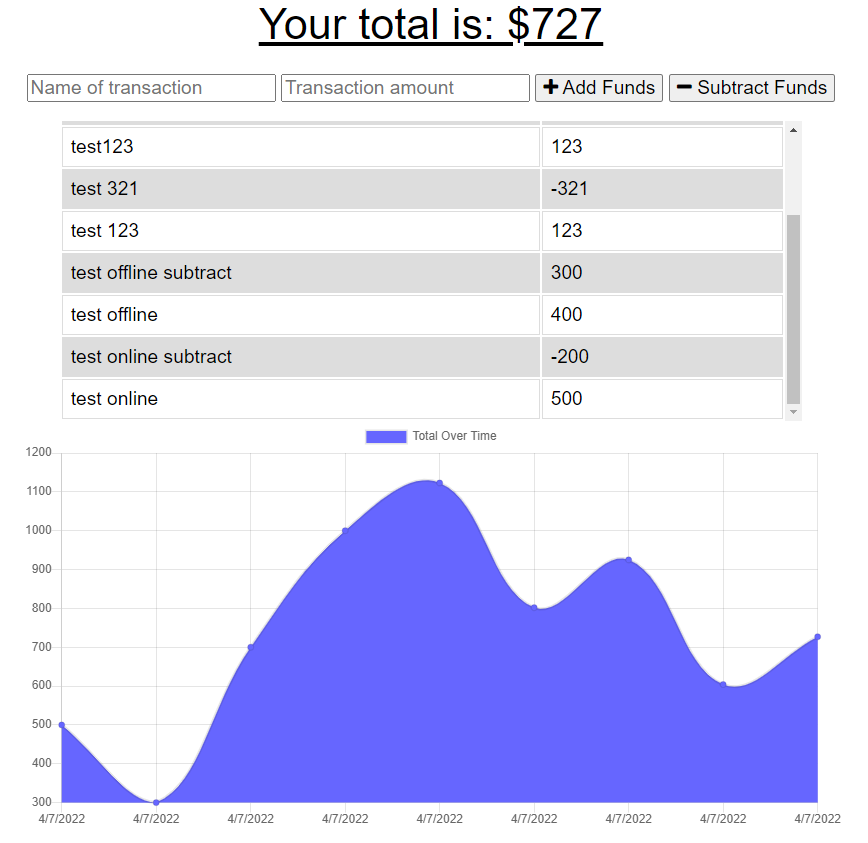 Your total is: $727
Name of transaction Transaction amount Add Funds Subtract Funds
test123 123
test 321 -321
test 123 123
test offline subtract 300
test offline 400
test online subtract -200
test online 500
Total Over Time
1200
1100
1000
900
800
700
600
500
400
300
4/7/2022 4/7/2022 4/7/2022 4/7/2022 4/7/2022 4/7/2022 4/7/2022 4/7/2022 4/7/2022